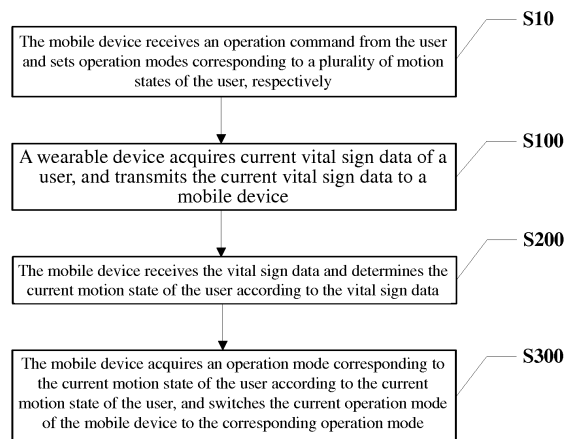 S10
The mobile device receives an operation command from the user
and sets operation modes corresponding to a plurality of motion
states of the user, respectively
S100
A wearable device acquires current vital sign data of a
user, and transmits the current vital sign data to a
mobile device
S200
The mobile device receives the vital sign data and determines the
current motion state of the user according to the vital sign data
S300
The mobile device acquires an operation mode corresponding to
the current motion state of the user according to the current
motion state of the user, and switches the current operation mode
of the mobile device to the corresponding operation mode